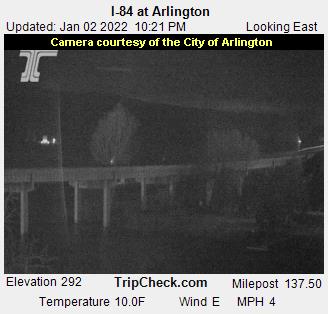 I-84 at Arlington
Updated: Jan 02 2022 10:21 PM Looking East
Camera courtesy of the City of Arlington
Elevation 292 TripCheck.com Milepost 137.50
Temperature 10.0F Wind E MPH 4